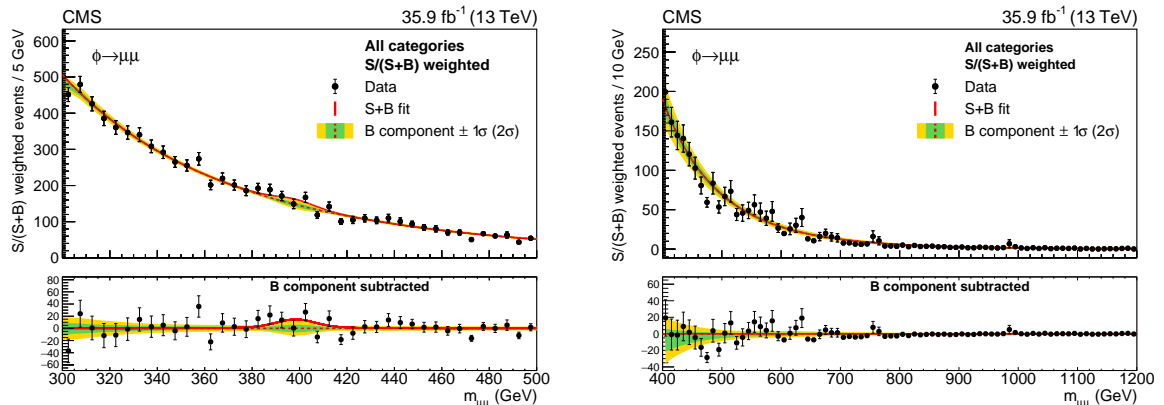 CMS 35.9 fb⁻¹ (13 TeV)
S/(S+B) weighted events / 5 GeV
600
500
400
300
200
100
0
ϕ→μμ
All categories
S/(S+B) weighted
Data
S+B fit
B component ± 1σ (2σ)
B component subtracted
80
60
40
20
0
−20
−40
−60
300 320 340 360 380 400 420 440 460 480 500
m_μμ (GeV)
CMS 35.9 fb⁻¹ (13 TeV)
S/(S+B) weighted events / 10 GeV
250
200
150
100
50
0
ϕ→μμ
All categories
S/(S+B) weighted
Data
S+B fit
B component ± 1σ (2σ)
B component subtracted
60
40
20
0
−20
−40
400 500 600 700 800 900 1000 1100 1200
m_μμ (GeV)